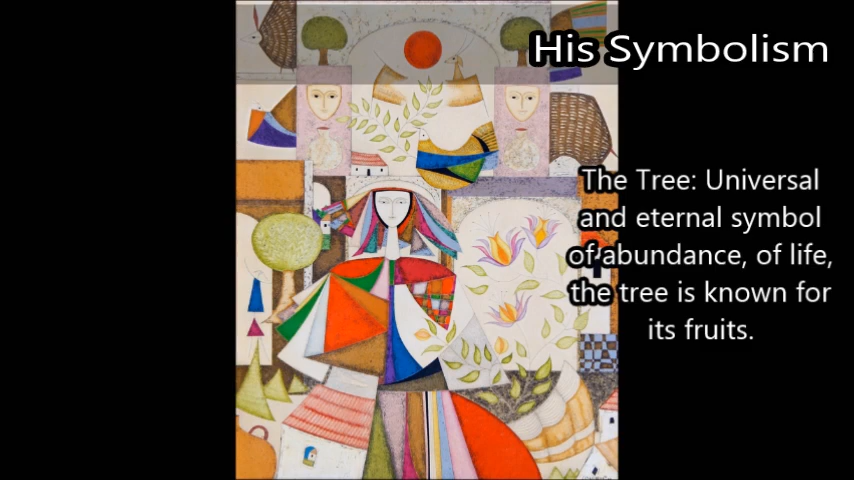 His Symbolism
The Tree: Universal
and eternal symbol
of abundance, of life,
the tree is known for
its fruits.